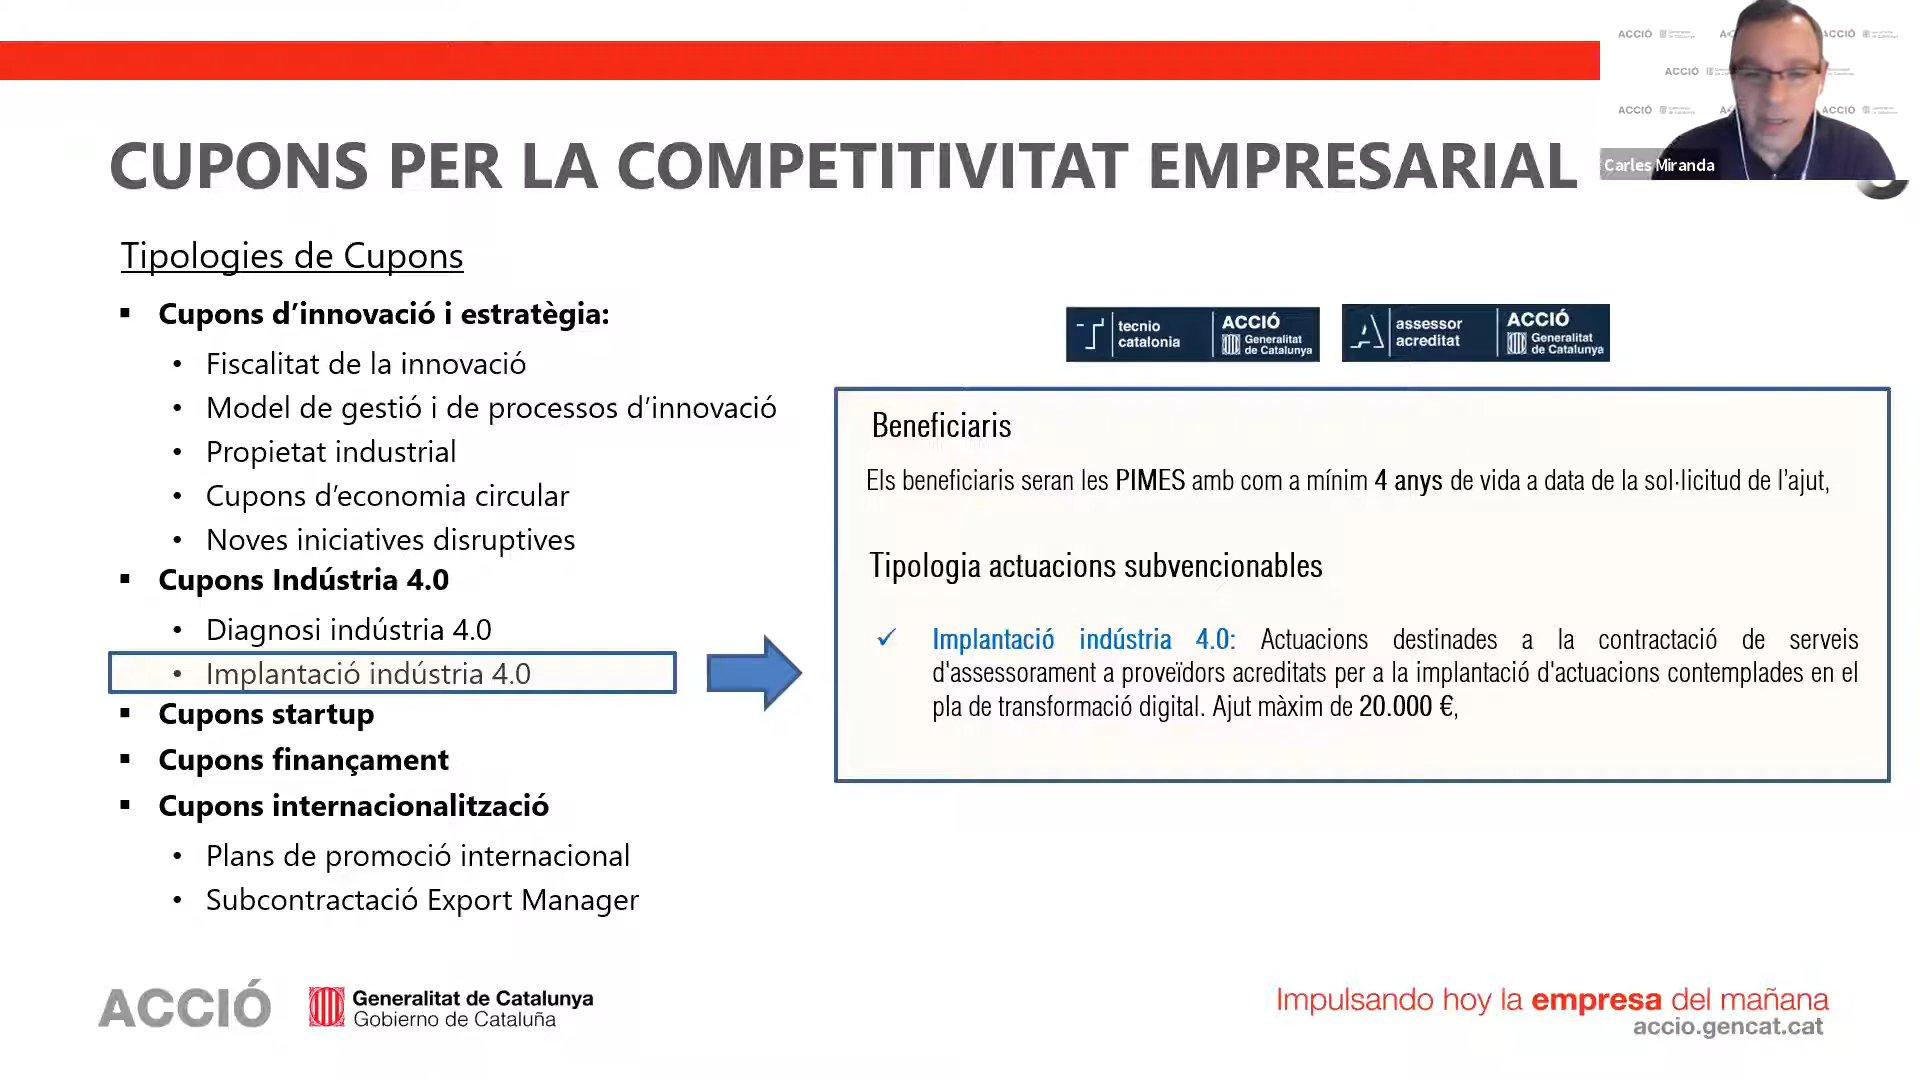 CUPONS PER LA COMPETITIVITAT EMPRESARIAL
ACCIÓ
ACCIÓ
ACCIÓ
ACCIÓ
ACCIÓ
Carles Miranda
Tipologies de Cupons
▪ Cupons d’innovació i estratègia:
• Fiscalitat de la innovació
• Model de gestió i de processos d’innovació
• Propietat industrial
• Cupons d’economia circular
• Noves iniciatives disruptives
▪ Cupons Indústria 4.0
• Diagnosi indústria 4.0
• Implantació indústria 4.0
▪ Cupons startup
▪ Cupons finançament
▪ Cupons internacionalització
• Plans de promoció internacional
• Subcontractació Export Manager
tecnio
catalonia
ACCIÓ
Generalitat
de Catalunya
assessor
acreditat
ACCIÓ
Generalitat
de Catalunya
Beneficiaris
Els beneficiaris seran les PIMES amb com a mínim 4 anys de vida a data de la sol·licitud de l’ajut,
Tipologia actuacions subvencionables
✓ Implantació indústria 4.0: Actuacions destinades a la contractació de serveis
d'assessorament a proveïdors acreditats per a la implantació d'actuacions contemplades en el
pla de transformació digital. Ajut màxim de 20.000 €,
ACCIÓ
Generalitat de Catalunya
Gobierno de Cataluña
Impulsando hoy la empresa del mañana
accio.gencat.cat